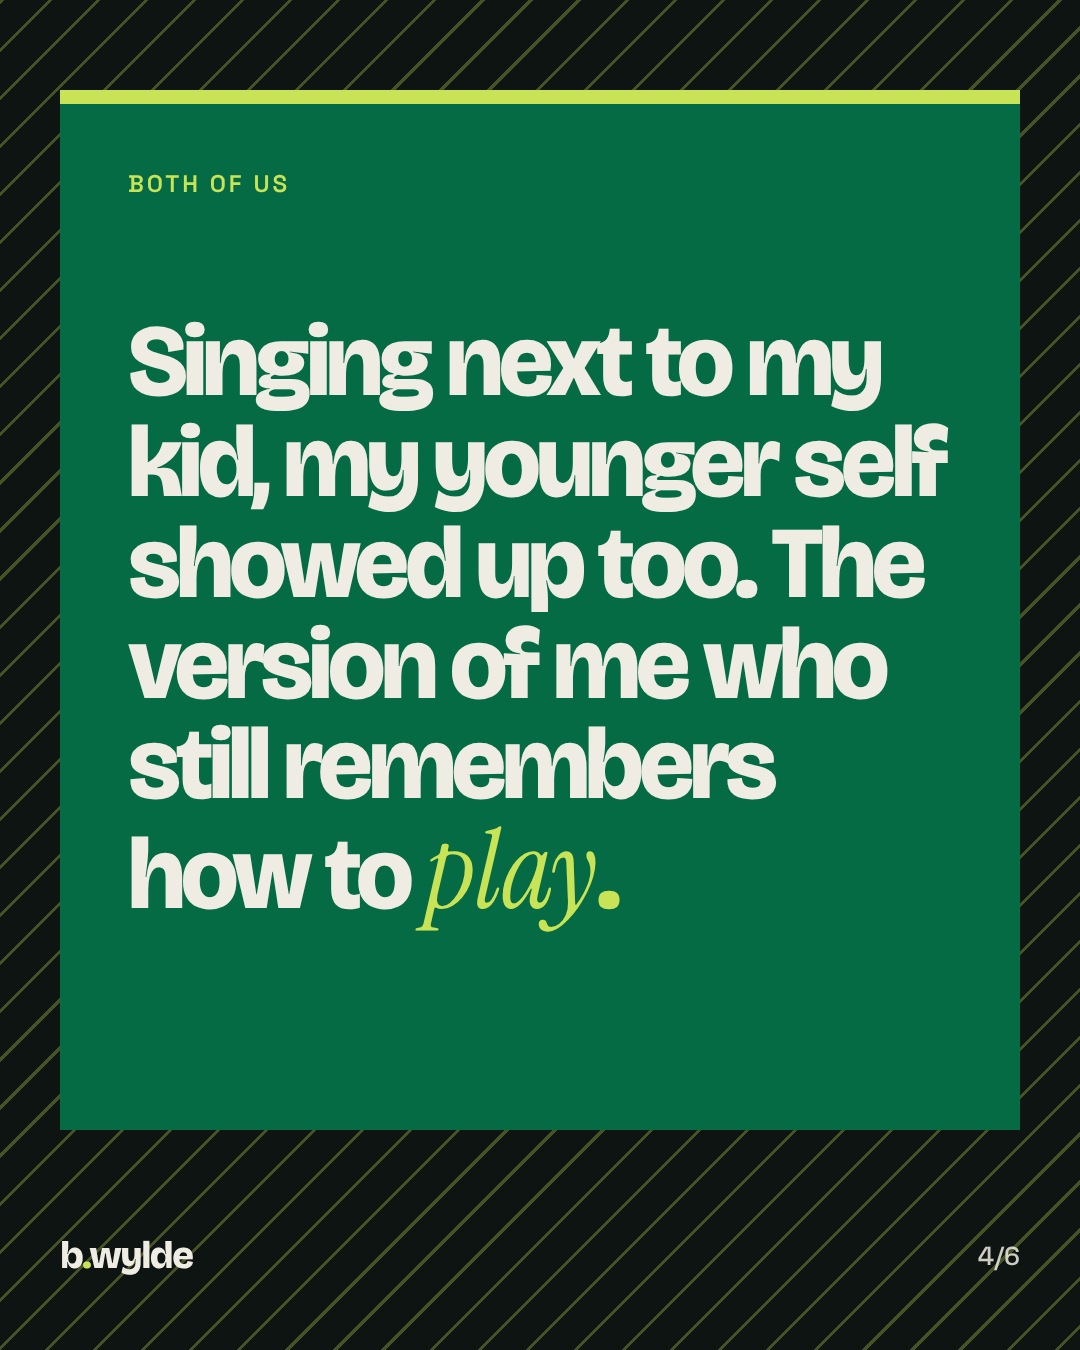 BOTH OF US
Singing next to my
kid, my younger self
showed up too. The
version of me who
still remembers
how to play.
b.wylde
4/6